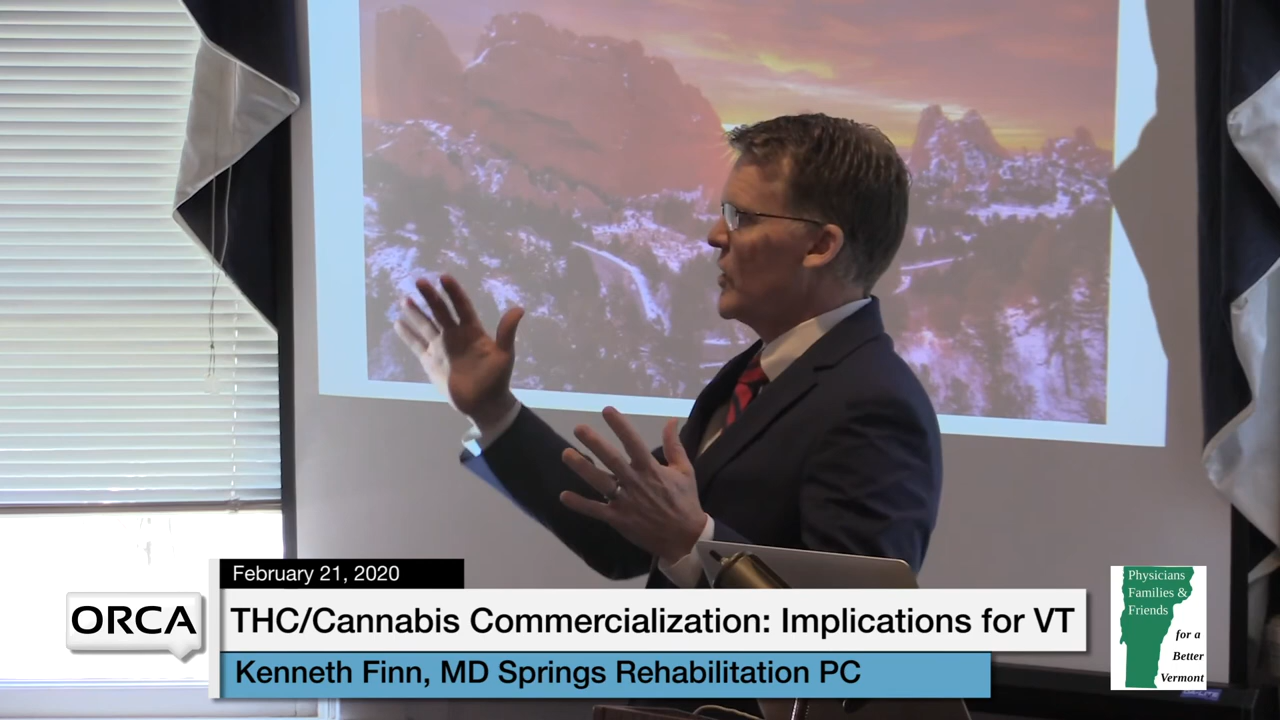 February 21, 2020
ORCA
THC/Cannabis Commercialization: Implications for VT
Kenneth Finn, MD Springs Rehabilitation PC
Physicians
Families &
Friends
for a
Better
Vermont